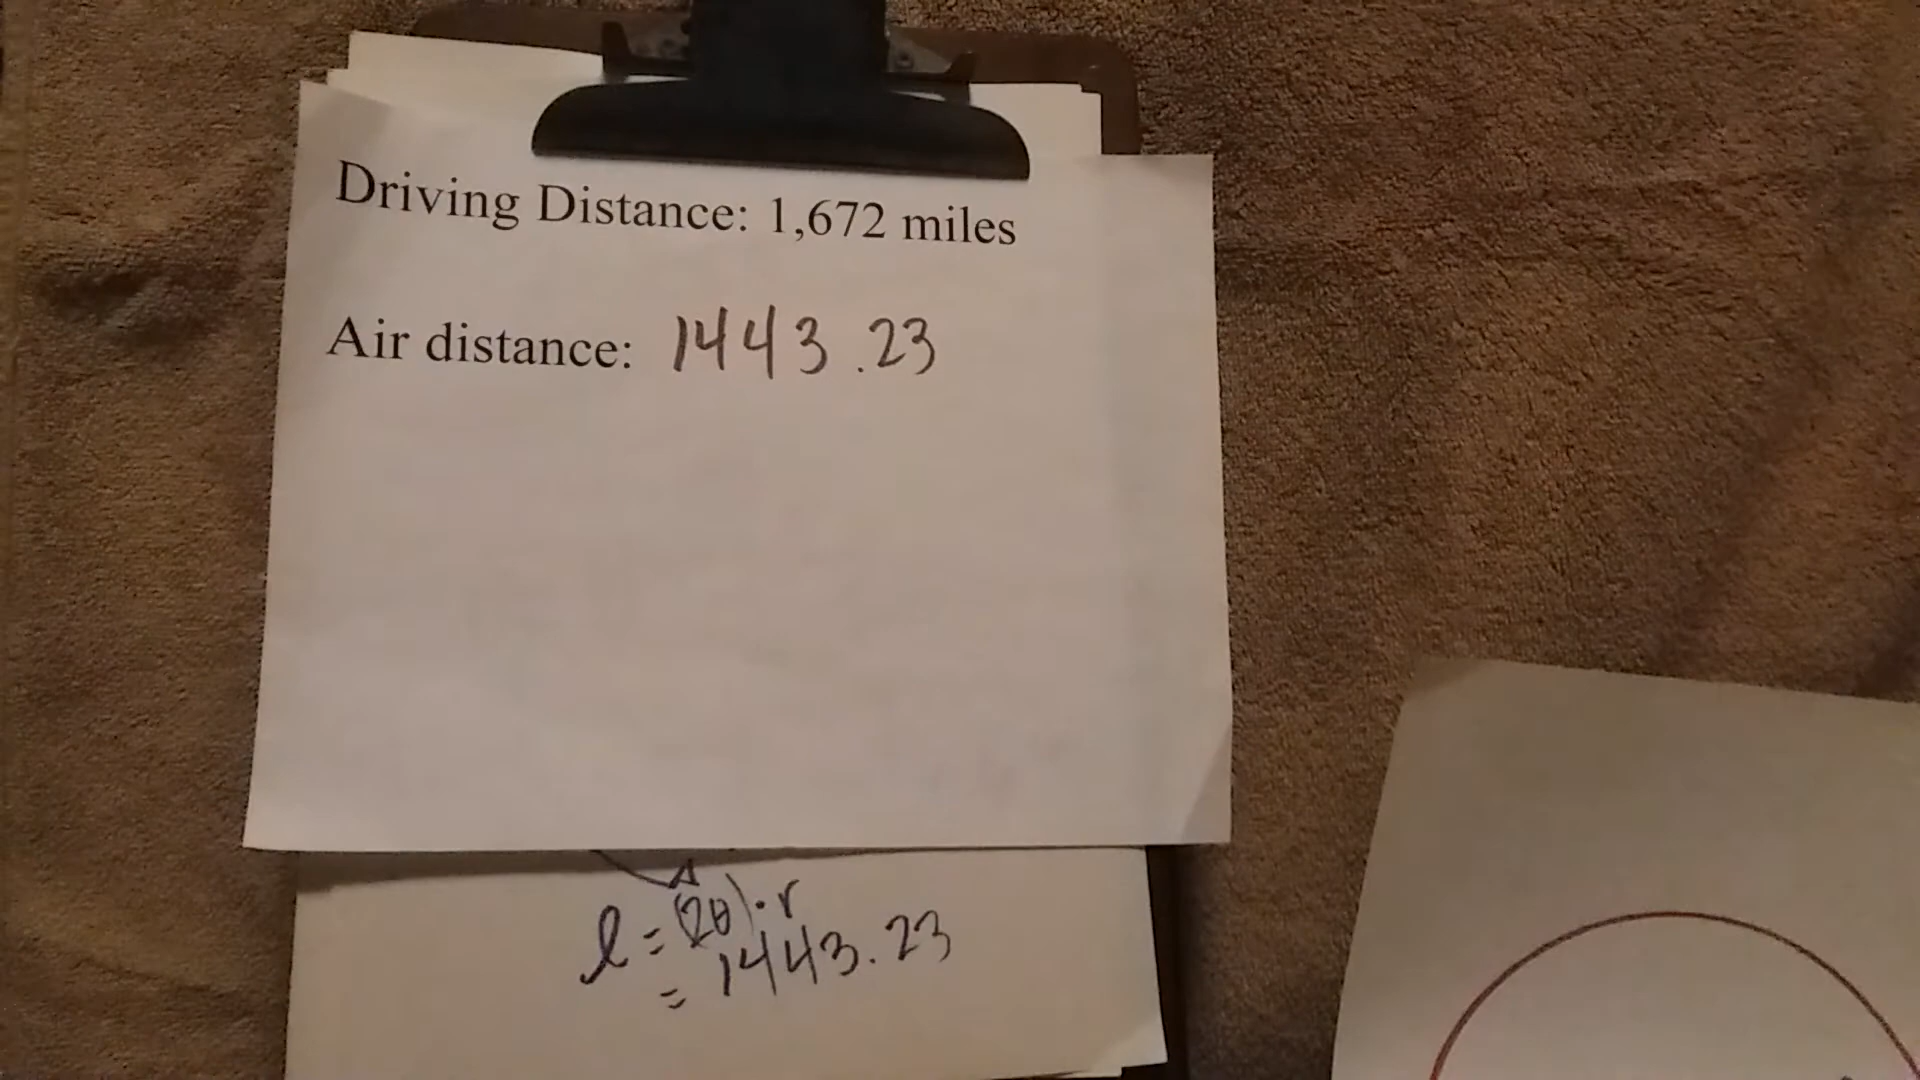 Driving Distance: 1,672 miles
Air distance: 1443.23
l = (2θ)·r
= 1443.23